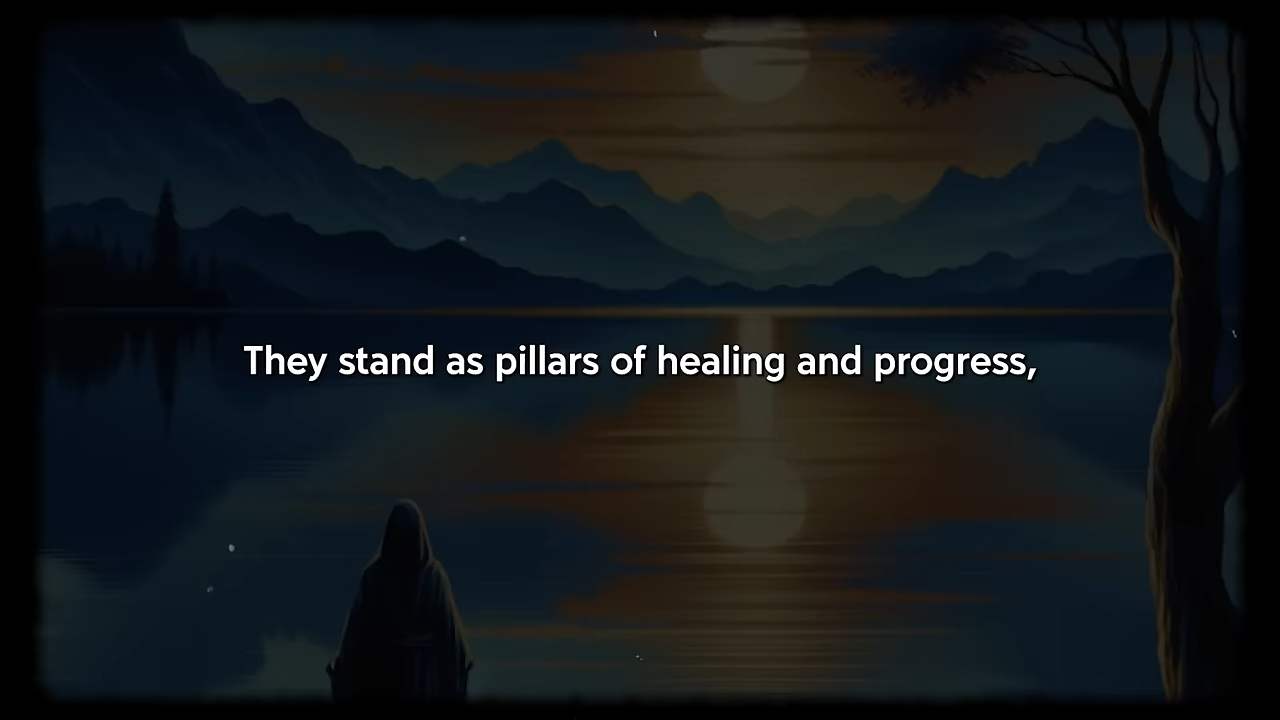 They stand as pillars of healing and progress,